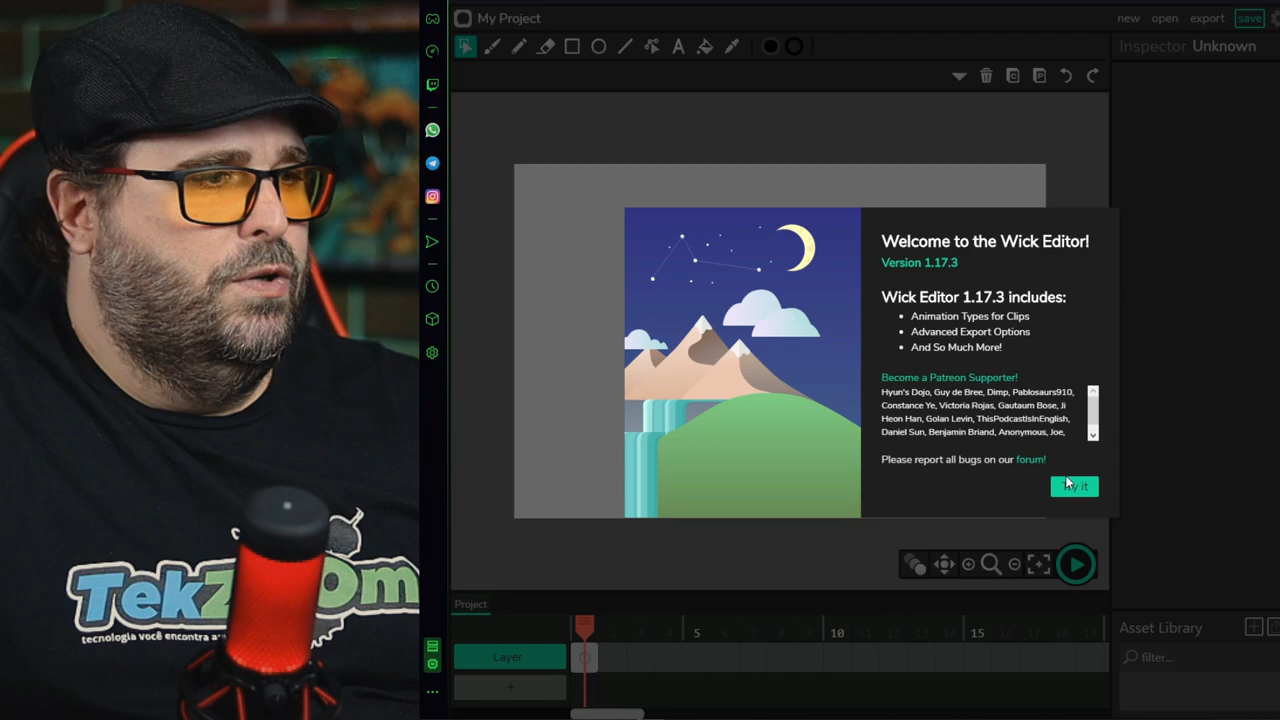 My Project
new open export save
Inspector Unknown
Welcome to the Wick Editor!
Version 1.17.3
Wick Editor 1.17.3 includes:
Animation Types for Clips
Advanced Export Options
And So Much More!
Become a Patreon Supporter!
Hyun's Dojo, Guy de Bree, Dimp, Pablosaurs910,
Constance Ye, Victoria Rojas, Gautaum Bose, Ji
Heon Han, Golan Levin, ThisPodcastIsInEnglish,
Daniel Sun, Benjamin Briand, Anonymous, Joe,
Please report all bugs on our forum!
it
Project
5 10 15
Layer
+
Asset Library
filter...
tecnologia você encontra